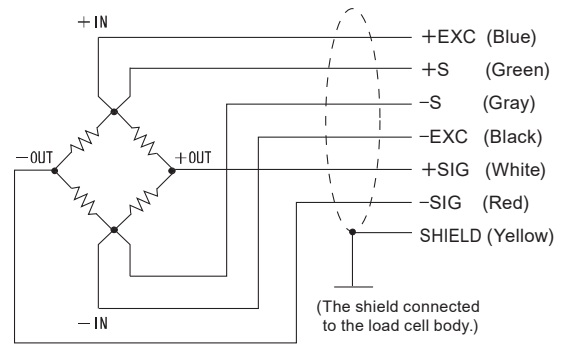 +IN
+EXC (Blue)
+S (Green)
−S (Gray)
−EXC (Black)
−OUT
+OUT
+SIG (White)
−SIG (Red)
SHIELD (Yellow)
(The shield connected
to the load cell body.)
−IN